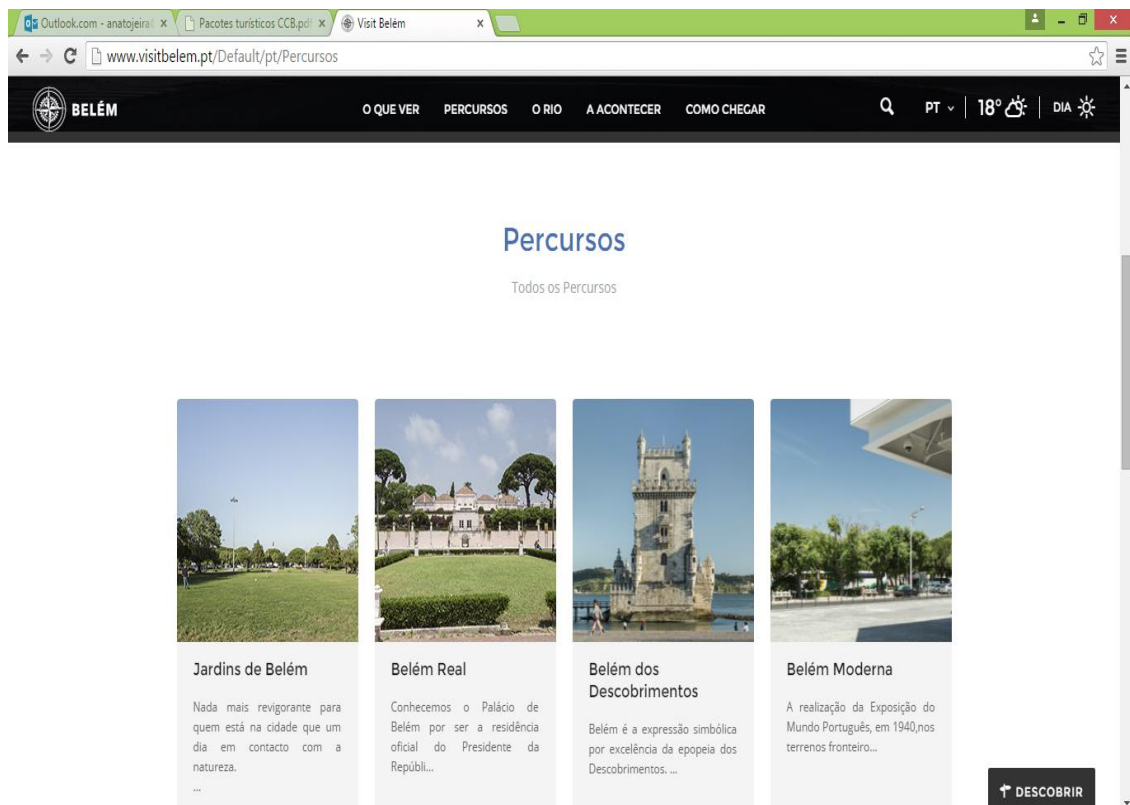 Outlook.com - anatojeira
Pacotes turísticos CCB.pdf
Visit Belém
www.visitbelem.pt/Default/pt/Percursos
BELÉM
O QUE VER
PERCURSOS
O RIO
A ACONTECER
COMO CHEGAR
PT
18°
DIA
Percursos
Todos os Percursos
Jardins de Belém
Nada mais revigorante para
quem está na cidade que um
dia em contacto com a
natureza.
...
Belém Real
Conhecemos o Palácio de
Belém por ser a residência
oficial do Presidente da
Repúbli...
Belém dos
Descobrimentos
Belém é a expressão simbólica
por excelência da epopeia dos
Descobrimentos. ...
Belém Moderna
A realização da Exposição do
Mundo Português, em 1940,nos
terrenos fronteiro...
DESCOBRIR